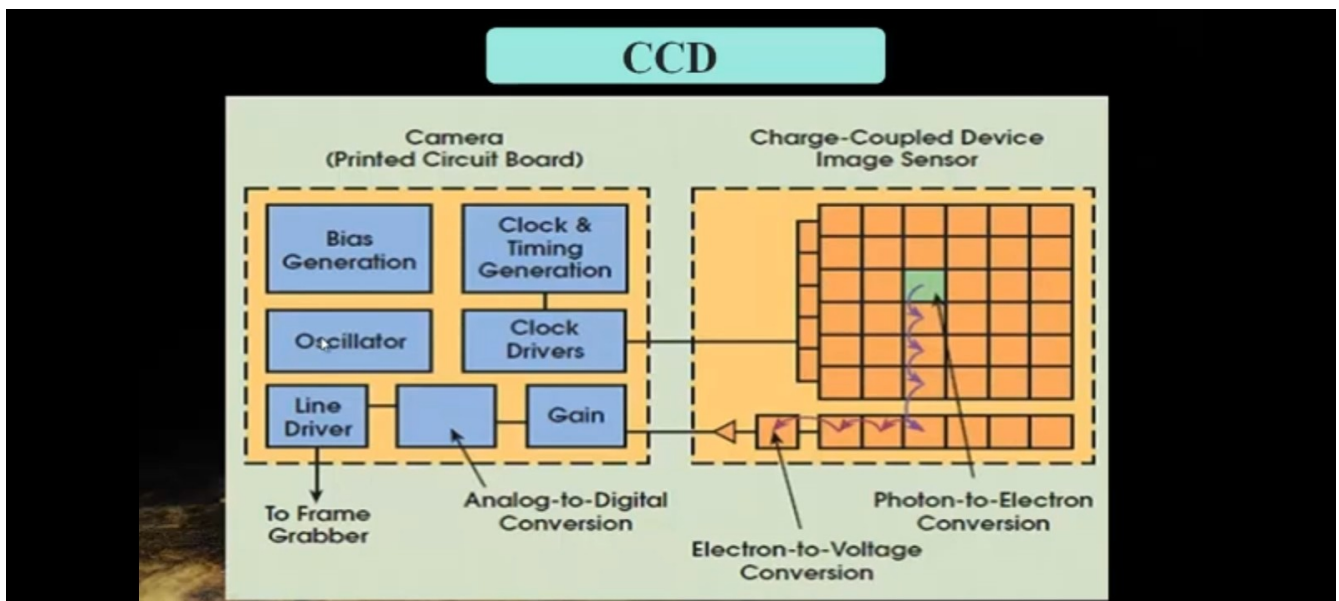 CCD
Camera
(Printed Circuit Board)
Charge-Coupled Device
Image Sensor
Bias
Generation
Clock &
Timing
Generation
Oscillator
Clock
Drivers
Line
Driver
Gain
To Frame
Grabber
Analog-to-Digital
Conversion
Electron-to-Voltage
Conversion
Photon-to-Electron
Conversion